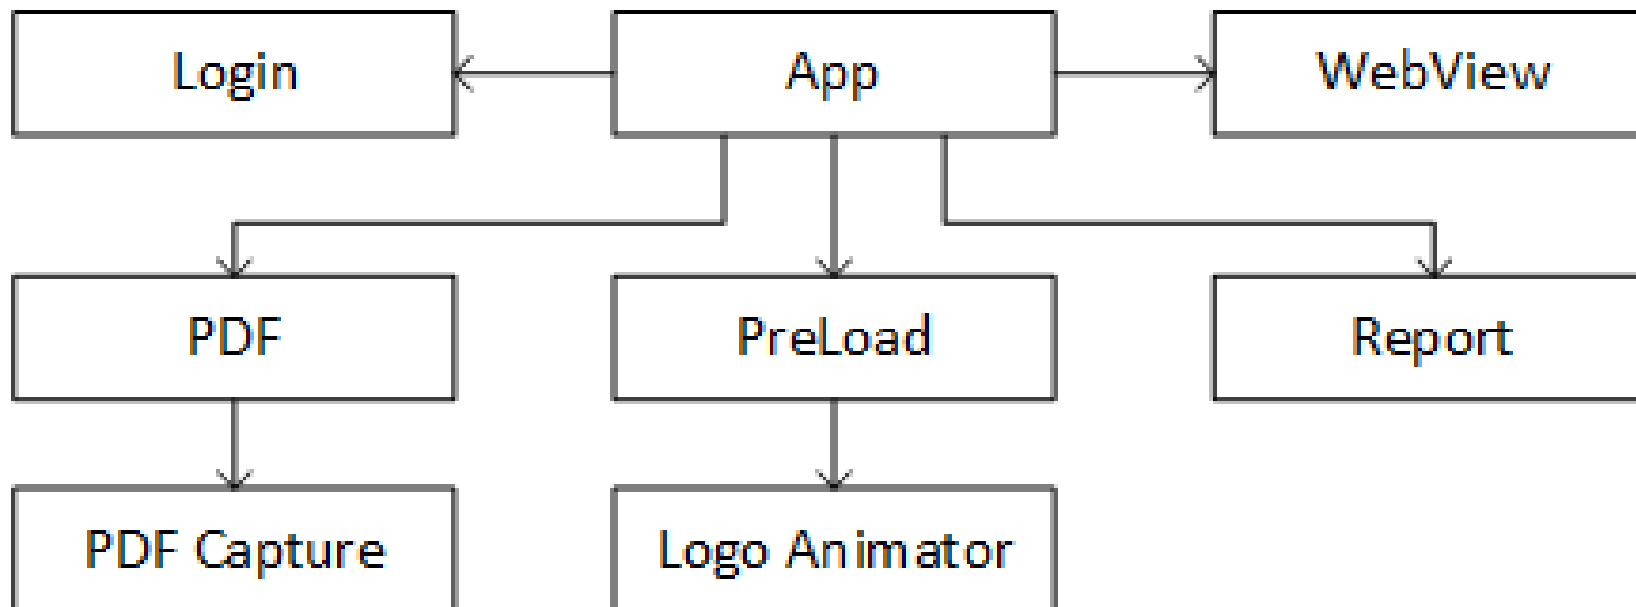 Login
App
WebView
PDF
PreLoad
Report
PDF Capture
Logo Animator